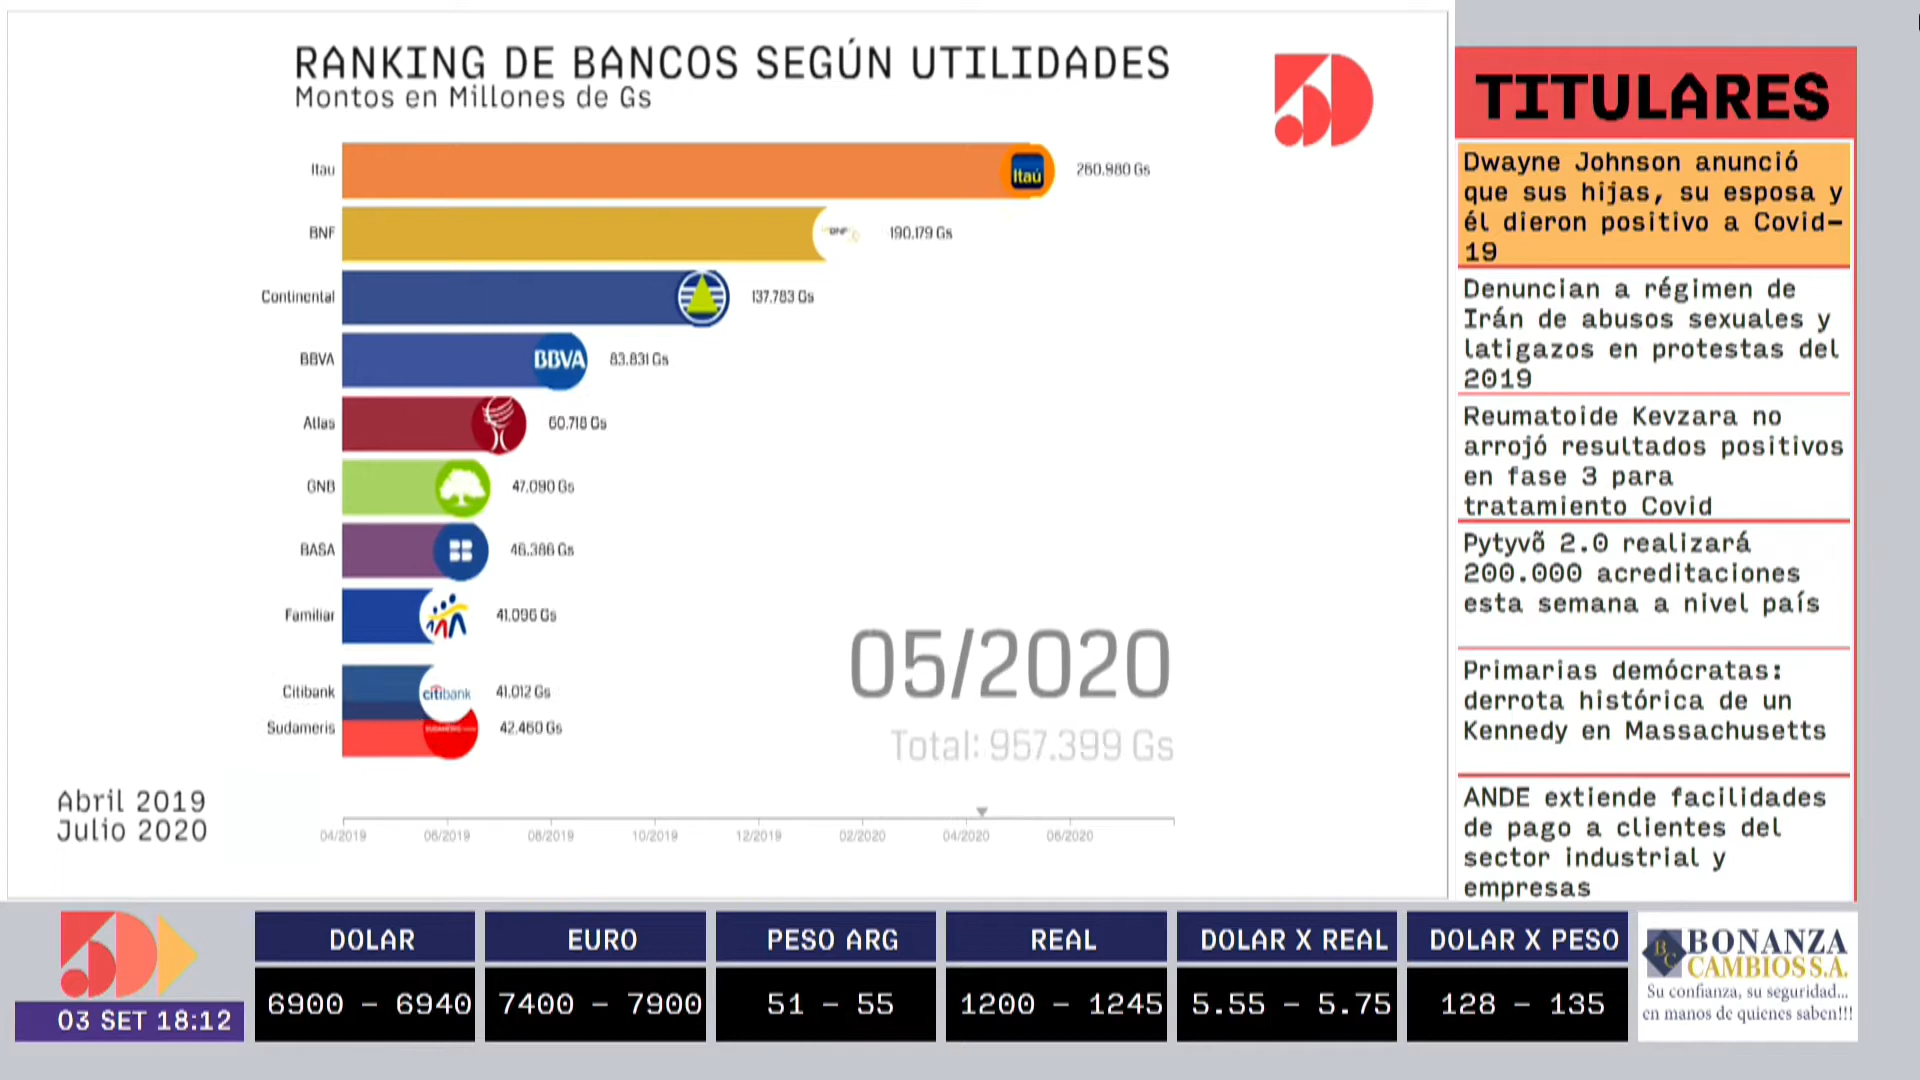 RANKING DE BANCOS SEGÚN UTILIDADES
Montos en Millones de Gs
Itau
Itaú
260.980 Gs
BNF
BNF
190.179 Gs
Continental
137.783 Gs
BBVA
BBVA
83.831 Gs
Atlas
60.718 Gs
GNB
47.090 Gs
BASA
46.386 Gs
Familiar
41.096 Gs
Citibank
citibank
41.012 Gs
Sudameris
42.460 Gs
05/2020
Total: 957.399 Gs
Abril 2019
Julio 2020
04/2019 06/2019 08/2019 10/2019 12/2019 02/2020 04/2020 06/2020
5D
TITULARES
Dwayne Johnson anunció
que sus hijas, su esposa y
él dieron positivo a Covid-
19
Denuncian a régimen de
Irán de abusos sexuales y
latigazos en protestas del
2019
Reumatoide Kevzara no
arrojó resultados positivos
en fase 3 para
tratamiento Covid
Pytyvõ 2.0 realizará
200.000 acreditaciones
esta semana a nivel país
Primarias demócratas:
derrota histórica de un
Kennedy en Massachusetts
ANDE extiende facilidades
de pago a clientes del
sector industrial y
empresas
5D
03 SET 18:12
DOLAR
6900 - 6940
EURO
7400 - 7900
PESO ARG
51 - 55
REAL
1200 - 1245
DOLAR X REAL
5.55 - 5.75
DOLAR X PESO
128 - 135
BC
BONANZA
CAMBIOS S.A.
Su confianza, su seguridad...
en manos de quienes saben!!!